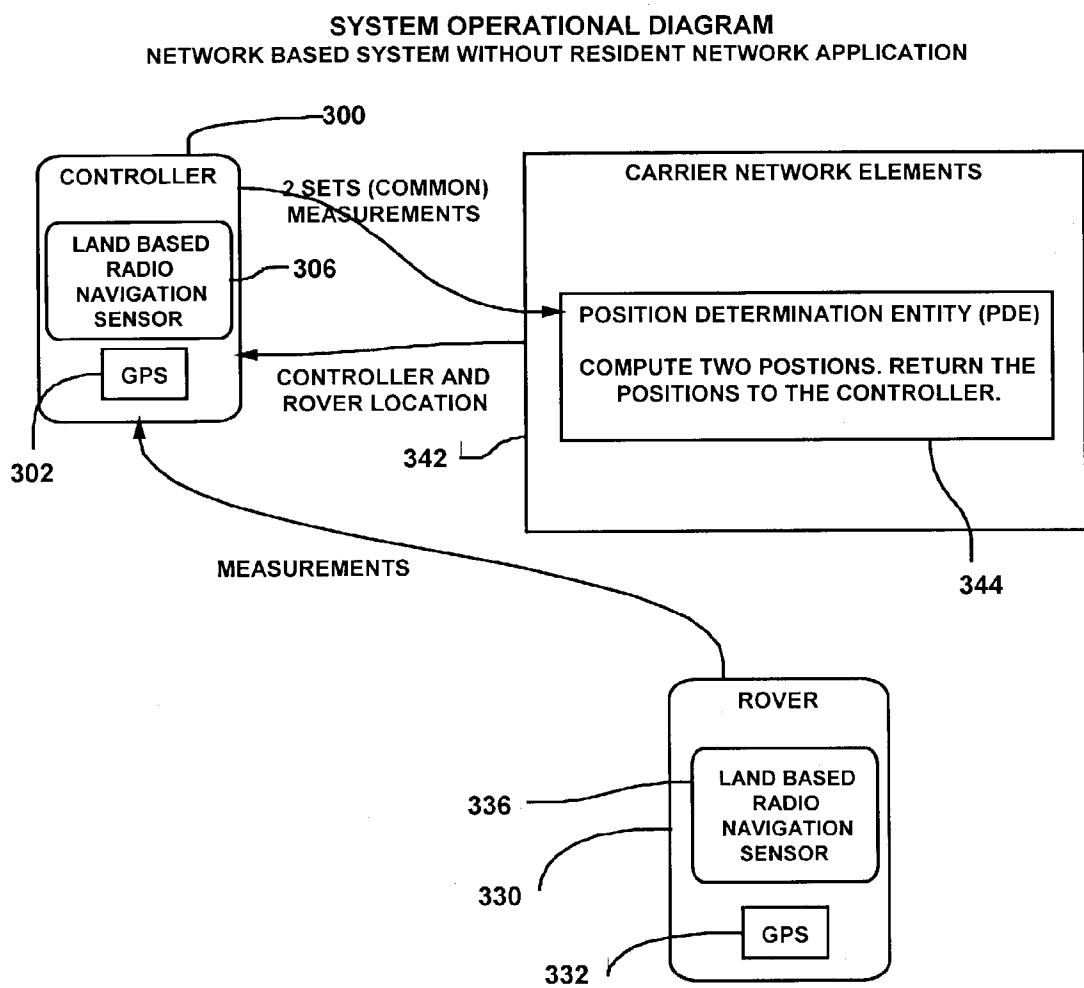 SYSTEM OPERATIONAL DIAGRAM
NETWORK BASED SYSTEM WITHOUT RESIDENT NETWORK APPLICATION
300
CONTROLLER
LAND BASED
RADIO
NAVIGATION
SENSOR
306
GPS
302
2 SETS (COMMON)
MEASUREMENTS
CONTROLLER AND
ROVER LOCATION
CARRIER NETWORK ELEMENTS
POSITION DETERMINATION ENTITY (PDE)
COMPUTE TWO POSTIONS. RETURN THE
POSITIONS TO THE CONTROLLER.
342
344
MEASUREMENTS
ROVER
LAND BASED
RADIO
NAVIGATION
SENSOR
336
330
GPS
332